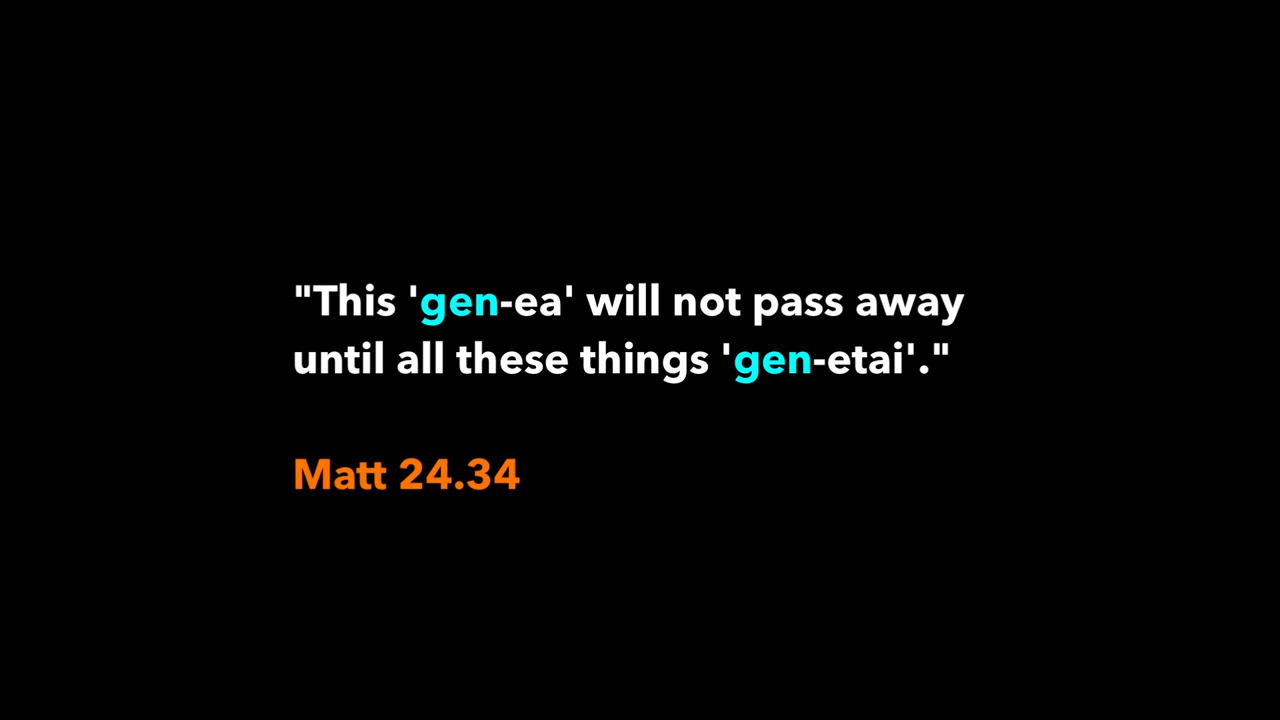 "This 'gen-ea' will not pass away
until all these things 'gen-etai'."
Matt 24.34